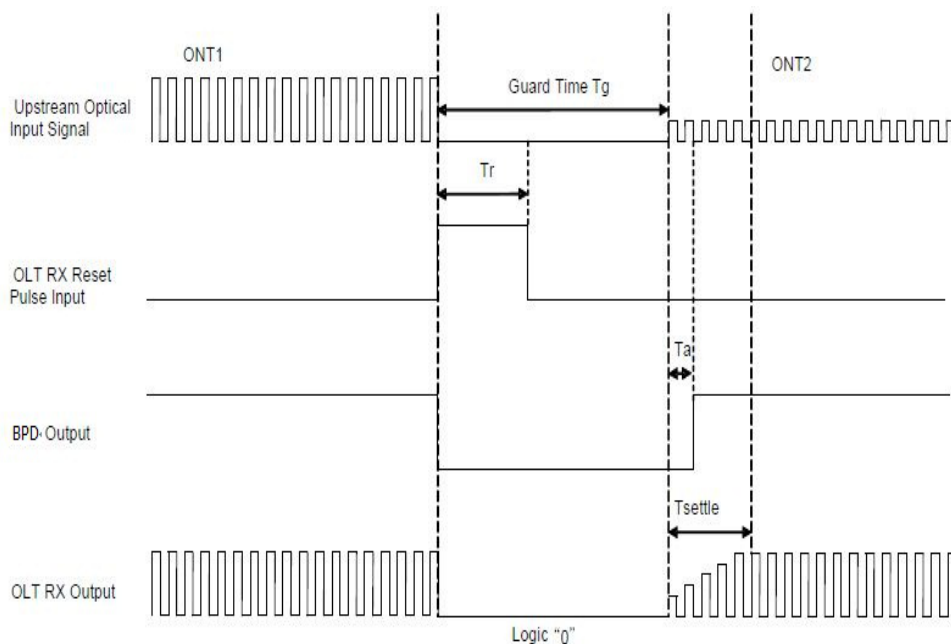 ONT1
ONT2
Guard Time Tg
Upstream Optical
Input Signal
Tr
OLT RX Reset
Pulse Input
Ta
BPD Output
Tsettle
OLT RX Output
Logic "0"